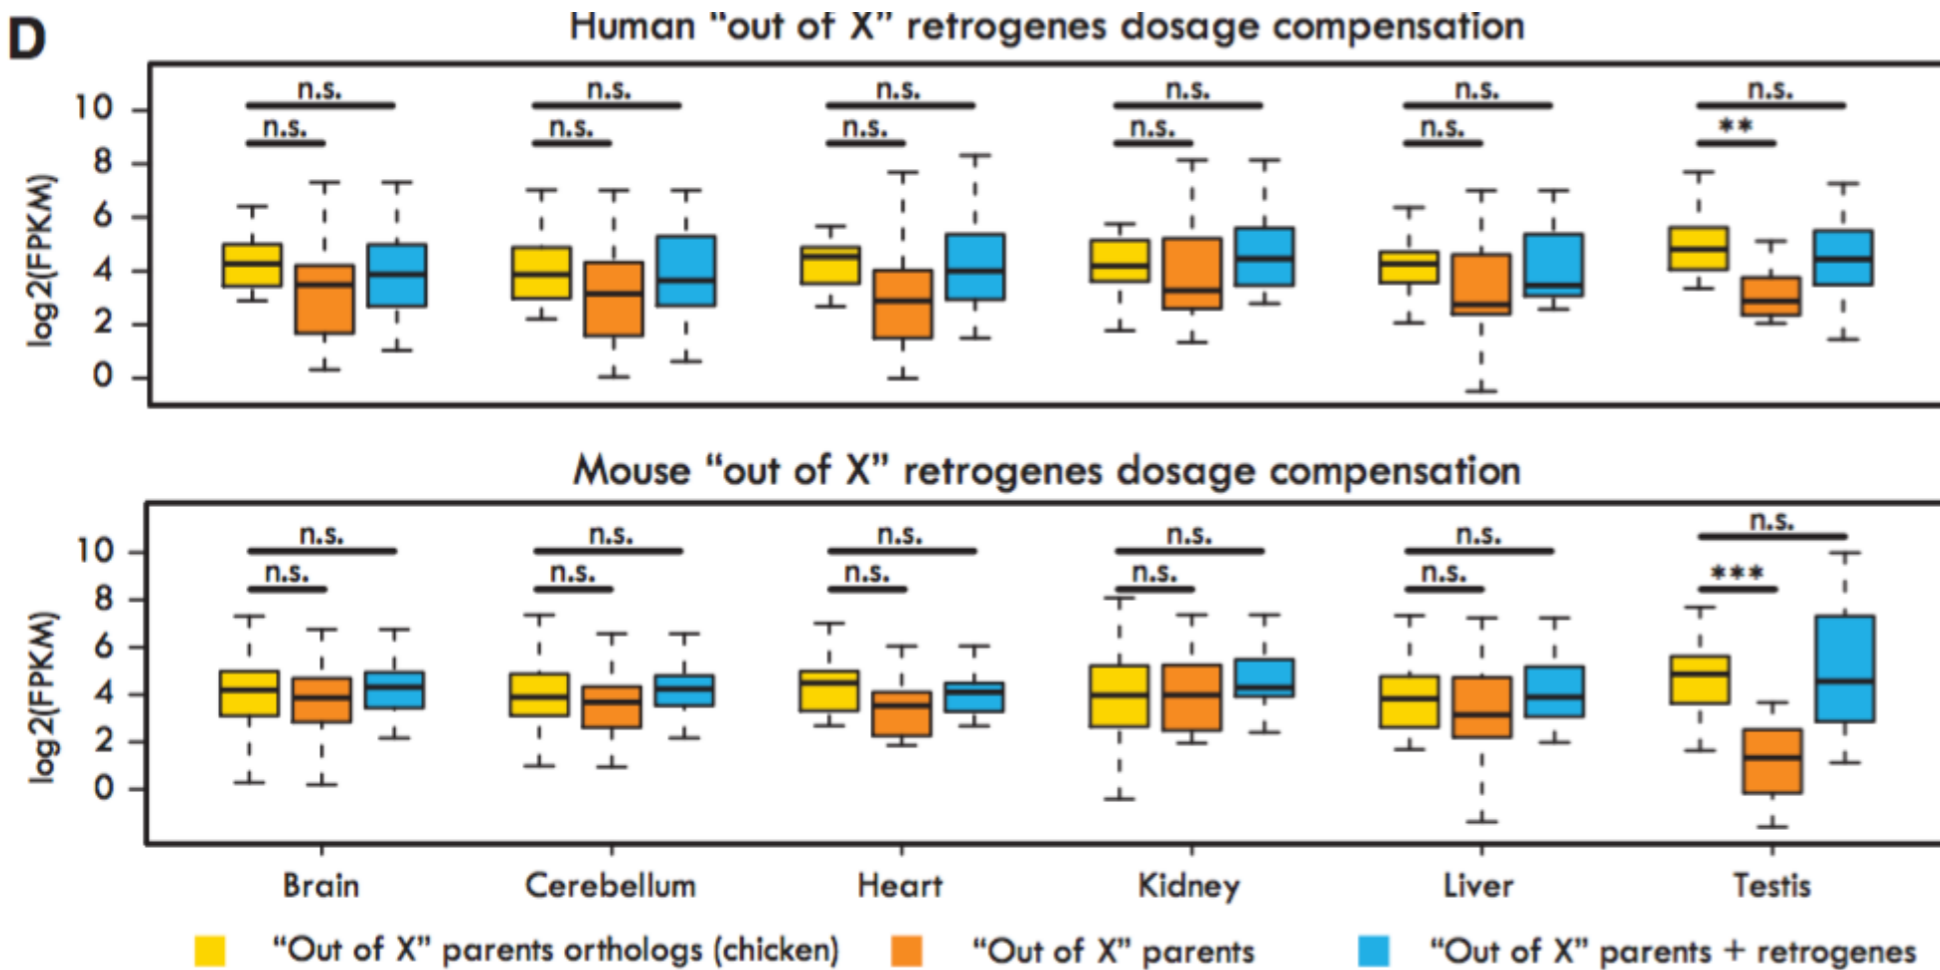 D
Human “out of X” retrogenes dosage compensation
n.s. n.s. n.s. n.s. n.s. n.s.
n.s. n.s. n.s. n.s. n.s. **
10
8
6
4
2
0
log2(FPKM)
Mouse “out of X” retrogenes dosage compensation
n.s. n.s. n.s. n.s. n.s. n.s.
n.s. n.s. n.s. n.s. n.s. ***
10
8
6
4
2
0
log2(FPKM)
Brain Cerebellum Heart Kidney Liver Testis
“Out of X” parents orthologs (chicken) “Out of X” parents “Out of X” parents + retrogenes